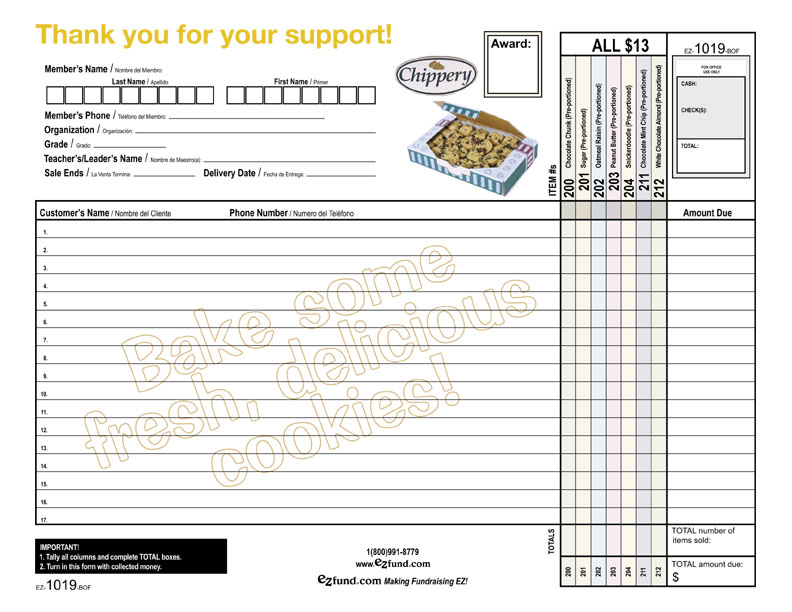 Thank you for your support!
Award:
ALL $13
EZ-1019-BOF
Member's Name / Nombre del Miembro:
Last Name / Apellido
First Name / Primer
Chippery
FOR OFFICE
USE ONLY
CASH:
CHECK(S):
TOTAL:
Member's Phone / Teléfono del Miembro:
Organization / Organización:
Grade / Grado:
Teacher's/Leader's Name / Nombre de Maestro(a):
Sale Ends / La Venta Termina:
Delivery Date / Fecha de Entrega:
ITEM #s
200 Chocolate Chunk (Pre-portioned)
201 Sugar (Pre-portioned)
202 Oatmeal Raisin (Pre-portioned)
203 Peanut Butter (Pre-portioned)
204 Snickerdoodle (Pre-portioned)
211 Chocolate Mint Chip (Pre-portioned)
212 White Chocolate Almond (Pre-portioned)
Customer's Name / Nombre del Cliente
Phone Number / Numero del Teléfono
Amount Due
1.
2.
3.
4.
5.
6.
7.
8.
9.
10.
11.
12.
13.
14.
15.
16.
17.
Bake some
fresh, delicious
cookies!
IMPORTANT!
1. Tally all columns and complete TOTAL boxes.
2. Turn in this form with collected money.
EZ-1019-BOF
1(800)991-8779
www.ezfund.com
ezfund.com Making Fundraising EZ!
TOTALS
200
201
202
203
204
211
212
TOTAL number of
items sold:
TOTAL amount due:
$